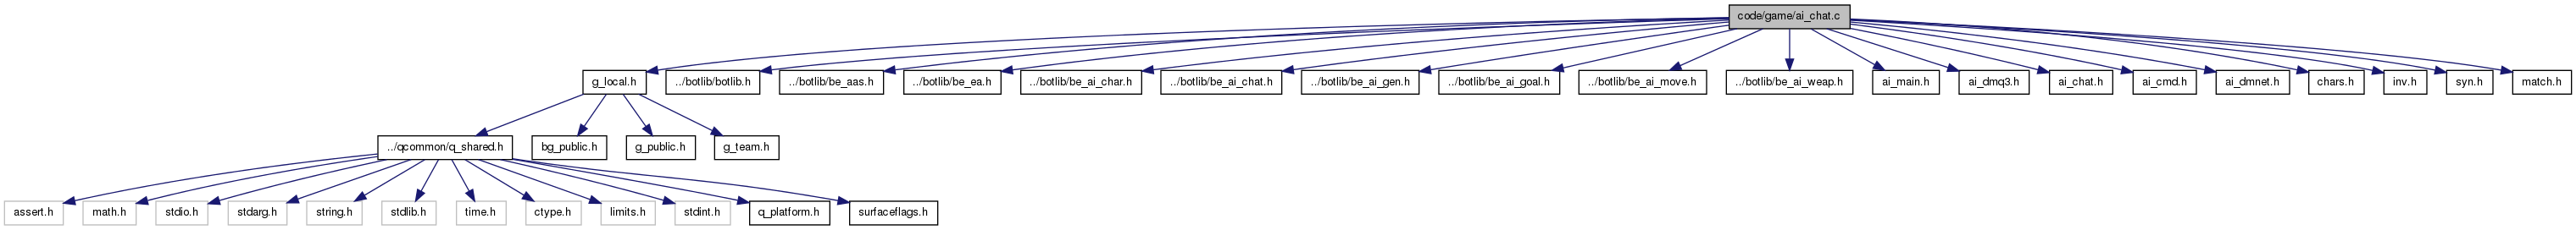 code/game/ai_chat.c
g_local.h
../botlib/botlib.h
../botlib/be_aas.h
../botlib/be_ea.h
../botlib/be_ai_char.h
../botlib/be_ai_chat.h
../botlib/be_ai_gen.h
../botlib/be_ai_goal.h
../botlib/be_ai_move.h
../botlib/be_ai_weap.h
ai_main.h
ai_dmq3.h
ai_chat.h
ai_cmd.h
ai_dmnet.h
chars.h
inv.h
syn.h
match.h
../qcommon/q_shared.h
bg_public.h
g_public.h
g_team.h
assert.h
math.h
stdio.h
stdarg.h
string.h
stdlib.h
time.h
ctype.h
limits.h
stdint.h
q_platform.h
surfaceflags.h